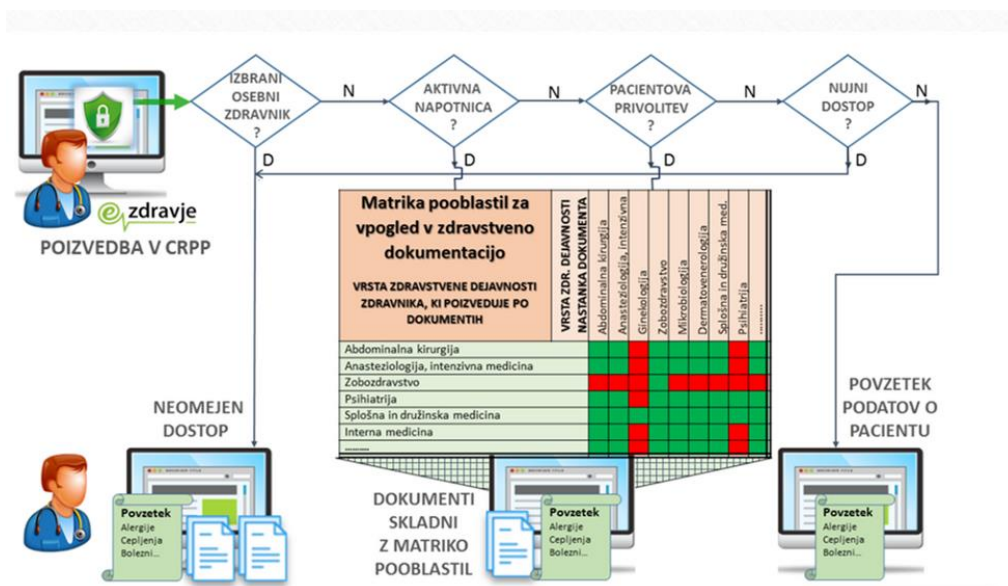 IZBRANI
OSEBNI
ZDRAVNIK
?
N
AKTIVNA
NAPOTNICA
?
N
PACIENTOVA
PRIVOLITEV
?
N
NUJNI
DOSTOP
?
N
D
D
D
D
ezdravje
POIZVEDBA V CRPP
Matrika pooblastil za
vpogled v zdravstveno
dokumentacijo
VRSTA ZDRAVSTVENE DEJAVNOSTI
ZDRAVNIKA, KI POIZVEDUJE PO
DOKUMENTIH
VRSTA ZDR. DEJAVNOSTI
NASTANKA DOKUMENTA
Abdominalna kirurgija
Anasteziologija, intenzivna
Ginekologija
Zobozdravstvo
Mikrobiologija
Dermatovenerologija
Splošna in družinska med.
Psihiatrija
.........
Abdominalna kirurgija
Anasteziologija, intenzivna medicina
Zobozdravstvo
Psihiatrija
Splošna in družinska medicina
Interna medicina
.........
NEOMEJEN
DOSTOP
POVZETEK
PODATOV O
PACIENTU
Povzetek
Alergije
Cepljenja
Bolezni...
DOKUMENTI
SKLADNI
Z MATRIKO
POOBLASTIL
Povzetek
Alergije
Cepljenja
Bolezni...
Povzetek
Alergije
Cepljenja
Bolezni...